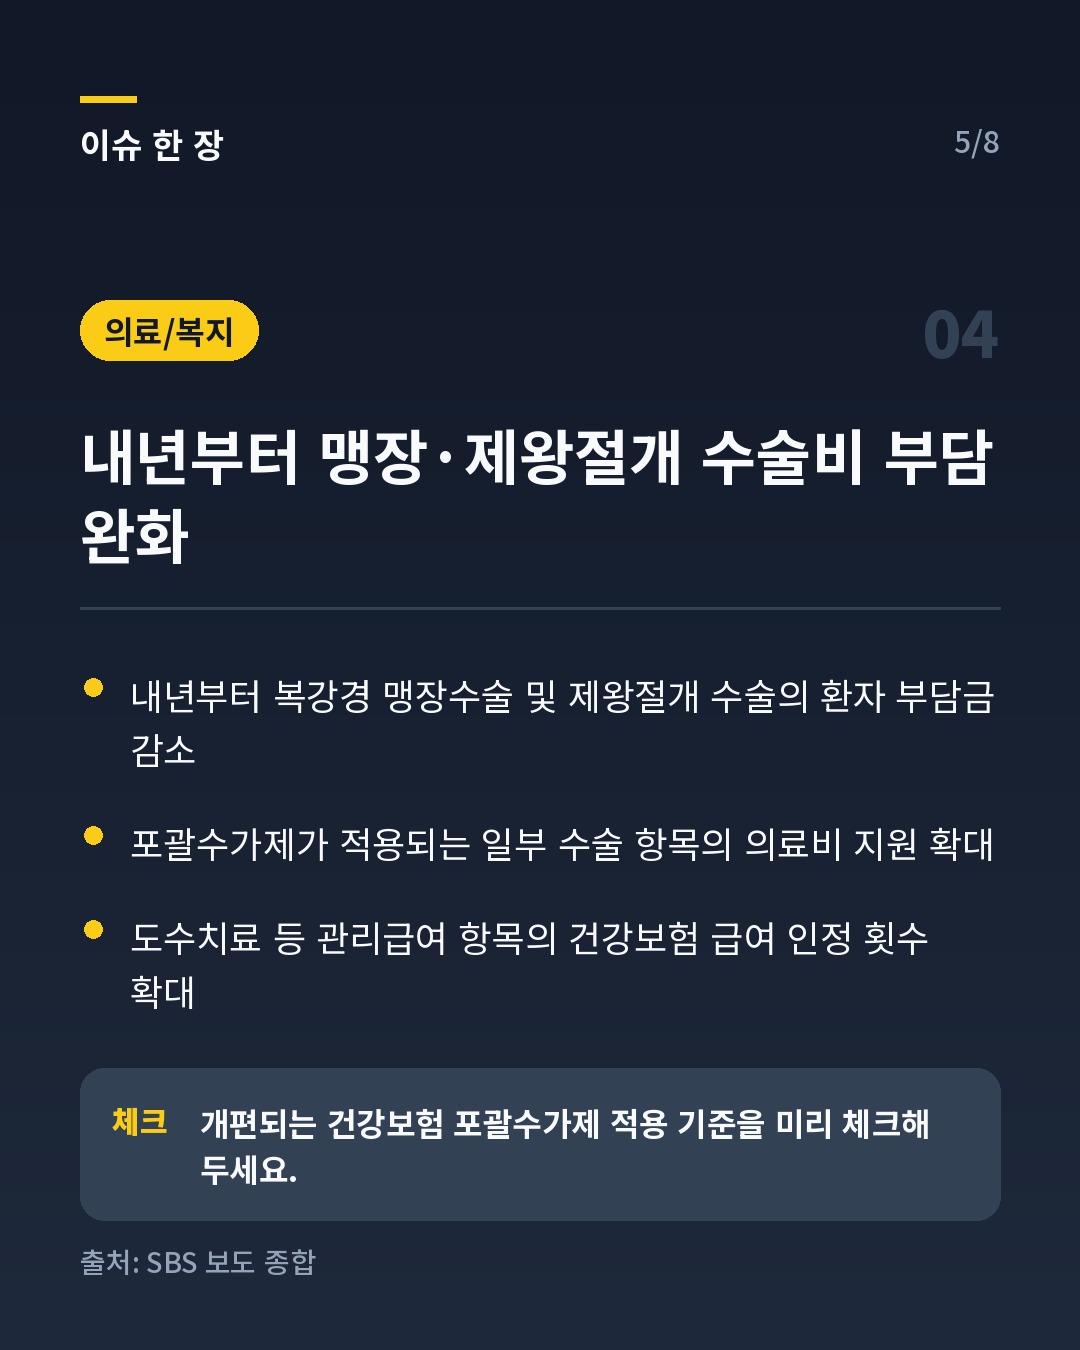 이슈 한 장
5/8
의료/복지
04
내년부터 맹장·제왕절개 수술비 부담
완화
내년부터 복강경 맹장수술 및 제왕절개 수술의 환자 부담금
감소
포괄수가제가 적용되는 일부 수술 항목의 의료비 지원 확대
도수치료 등 관리급여 항목의 건강보험 급여 인정 횟수
확대
체크
개편되는 건강보험 포괄수가제 적용 기준을 미리 체크해
두세요.
출처: SBS 보도 종합